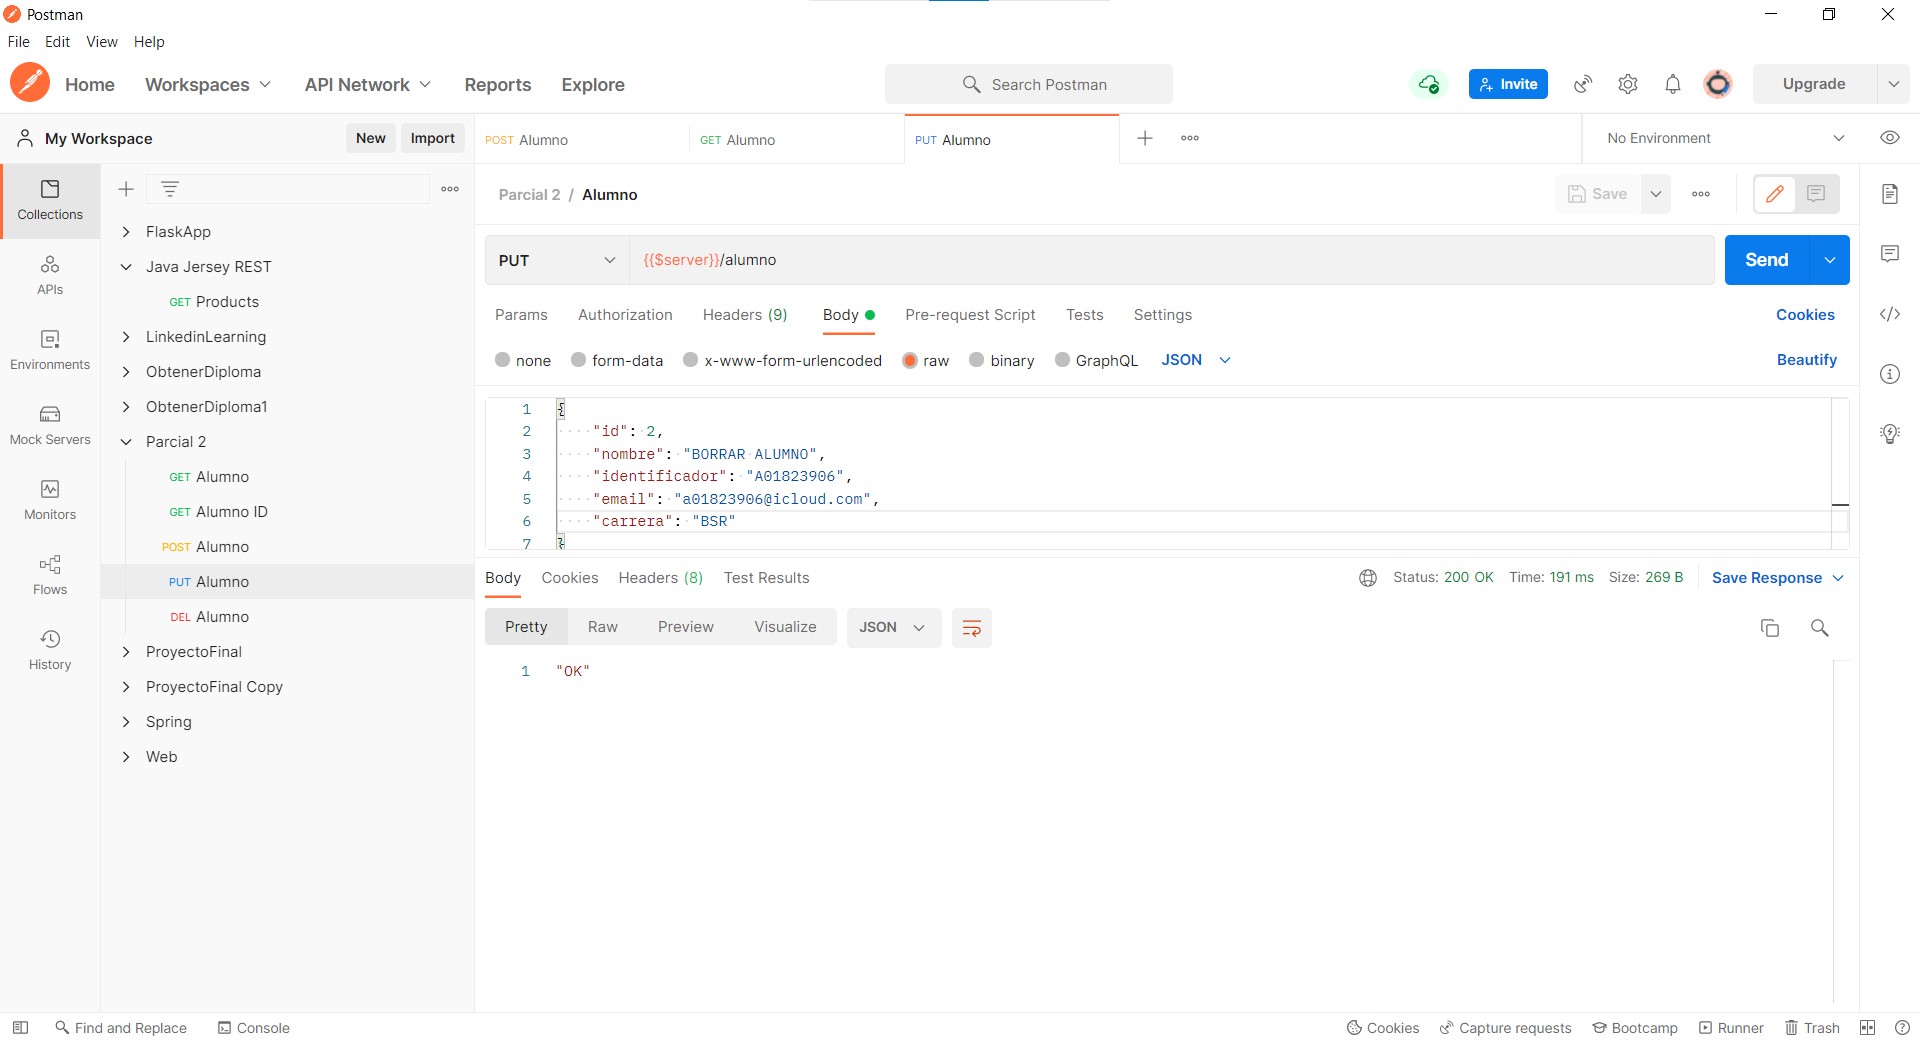 Postman
File Edit View Help
Home Workspaces API Network Reports Explore Search Postman Invite Upgrade
My Workspace New Import POST Alumno GET Alumno PUT Alumno No Environment
Collections
APIs
Environments
Mock Servers
Monitors
Flows
History
FlaskApp
Java Jersey REST
GET Products
LinkedinLearning
ObtenerDiploma
ObtenerDiploma1
Parcial 2
GET Alumno
GET Alumno ID
POST Alumno
PUT Alumno
DEL Alumno
ProyectoFinal
ProyectoFinal Copy
Spring
Web
Parcial 2 / Alumno Save
PUT {{$server}}/alumno Send
Params Authorization Headers (9) Body Pre-request Script Tests Settings Cookies
none form-data x-www-form-urlencoded raw binary GraphQL JSON Beautify
1 {
2 "id": 2,
3 "nombre": "BORRAR ALUMNO",
4 "identificador": "A01823906",
5 "email": "a01823906@icloud.com",
6 "carrera": "BSR"
7 }
Body Cookies Headers (8) Test Results Status: 200 OK Time: 191 ms Size: 269 B Save Response
Pretty Raw Preview Visualize JSON
1 "OK"
Find and Replace Console Cookies Capture requests Bootcamp Runner Trash